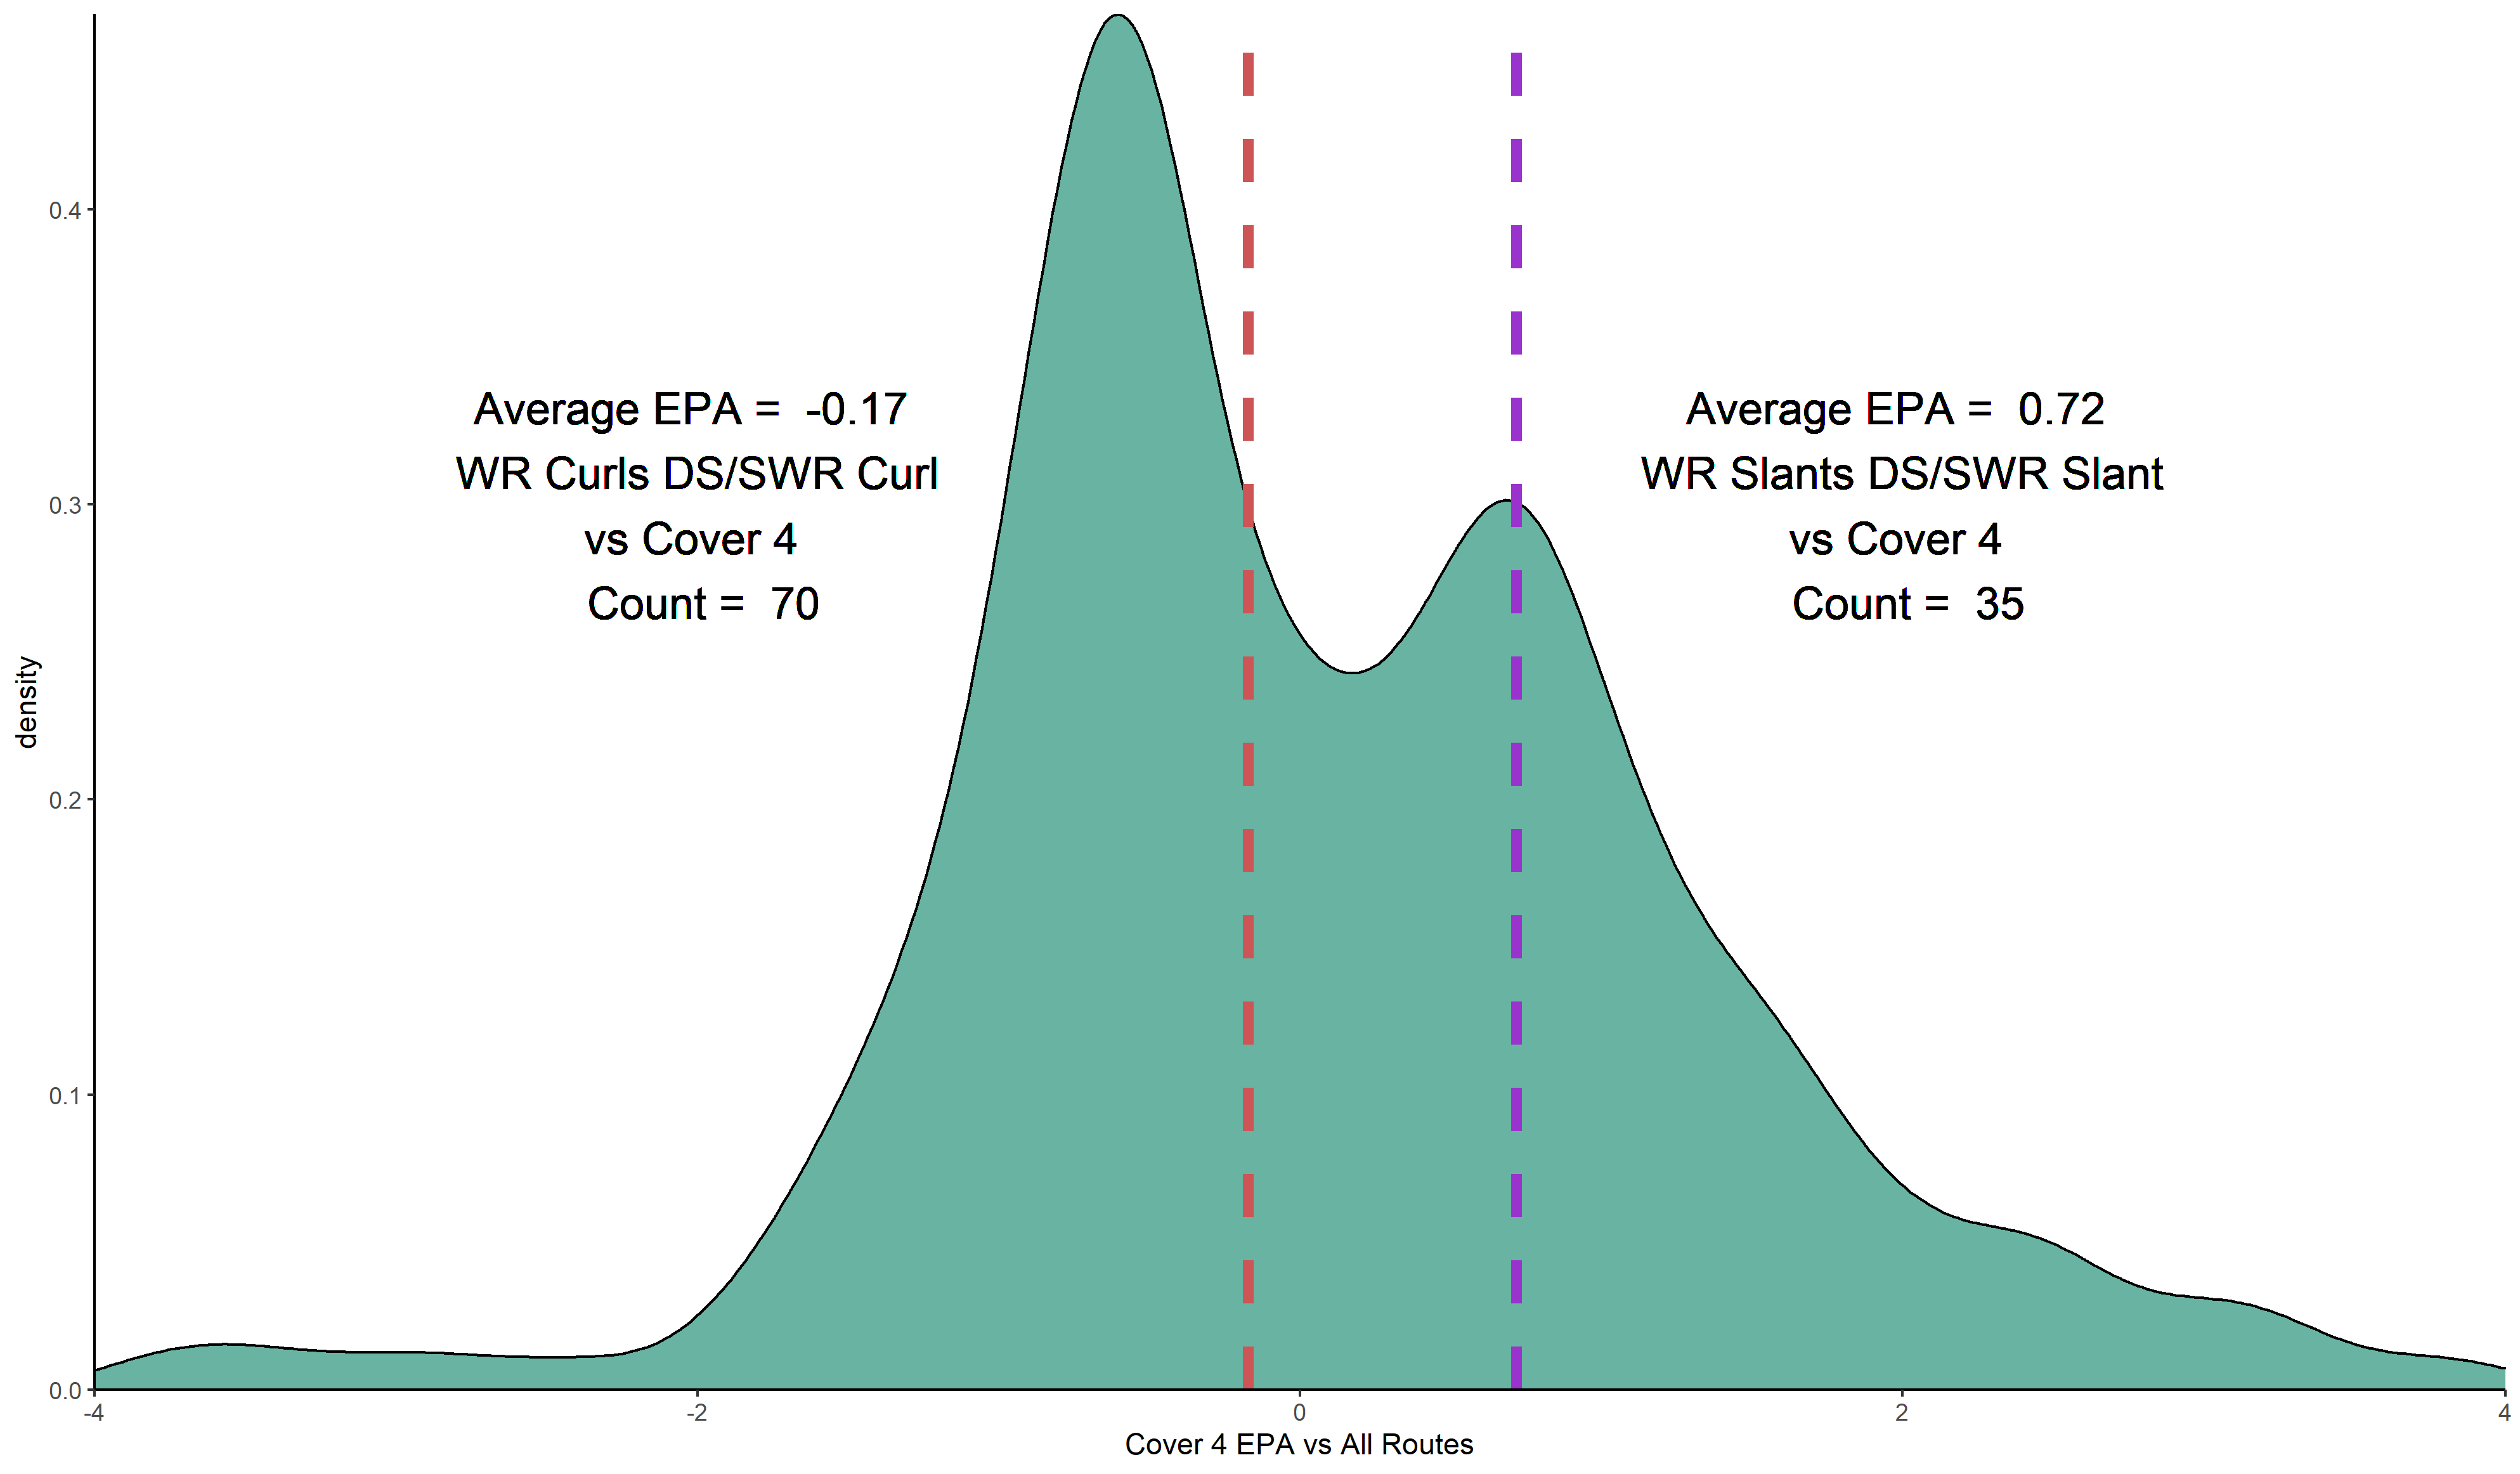 Average EPA = -0.17
WR Curls DS/SWR Curl
vs Cover 4
Count = 70
Average EPA = 0.72
WR Slants DS/SWR Slant
vs Cover 4
Count = 35
density
0.4
0.3
0.2
0.1
0.0
-4
-2
0
2
4
Cover 4 EPA vs All Routes